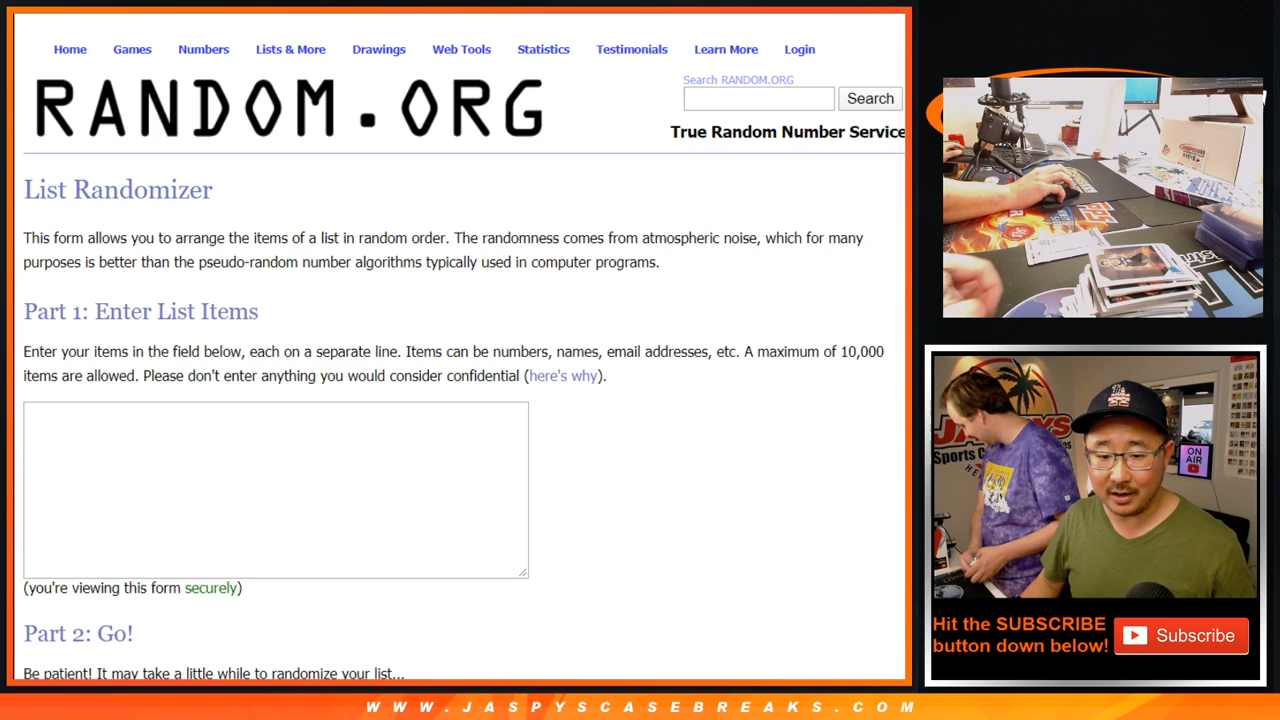 Home Games Numbers Lists & More Drawings Web Tools Statistics Testimonials Learn More Login
RANDOM.ORG
Search RANDOM.ORG
Search
True Random Number Service
List Randomizer
This form allows you to arrange the items of a list in random order. The randomness comes from atmospheric noise, which for many
purposes is better than the pseudo-random number algorithms typically used in computer programs.
Part 1: Enter List Items
Enter your items in the field below, each on a separate line. Items can be numbers, names, email addresses, etc. A maximum of 10,000
items are allowed. Please don't enter anything you would consider confidential (here's why).
(you're viewing this form securely)
Part 2: Go!
Be patient! It may take a little while to randomize your list...
ON
AIR
Hit the SUBSCRIBE
button down below!
Subscribe
WWW.JASPYSCASEBREAKS.COM